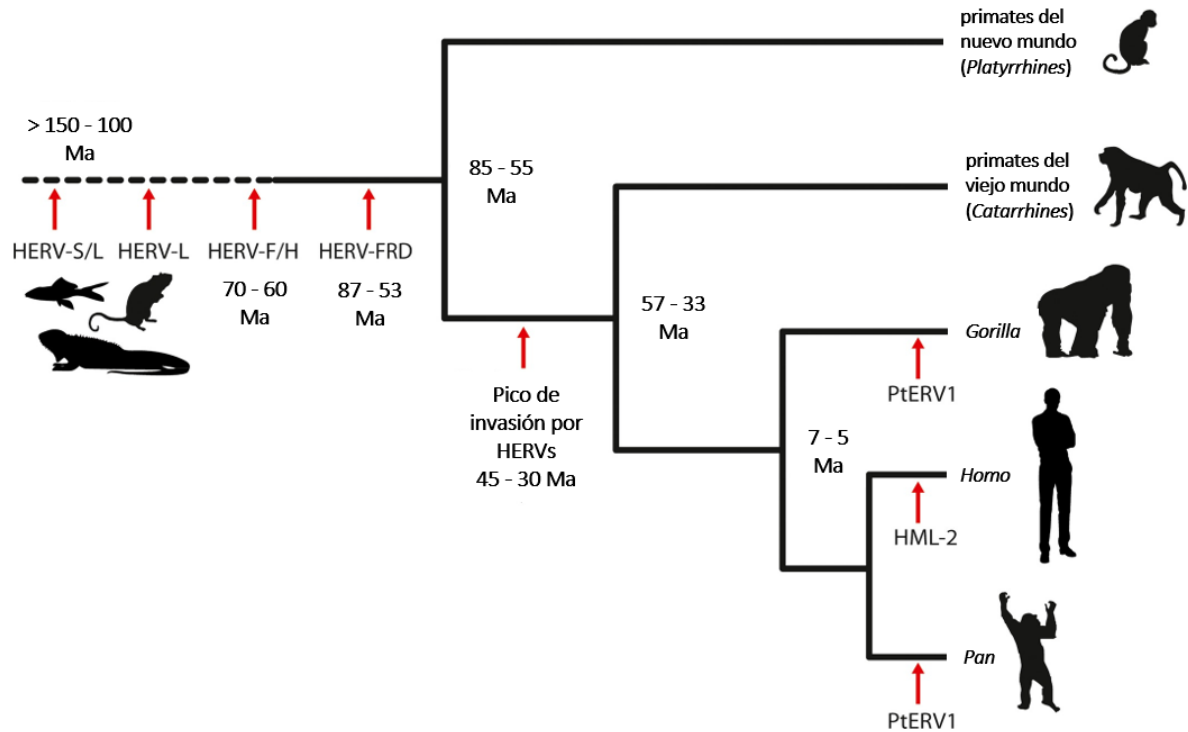 primates del
nuevo mundo
(Platyrrhines)
> 150 - 100
Ma
85 - 55
Ma
primates del
viejo mundo
(Catarrhines)
HERV-S/L
HERV-L
HERV-F/H
HERV-FRD
70 - 60
Ma
87 - 53
Ma
57 - 33
Ma
Gorilla
PtERV1
Pico de
invasión por
HERVs
45 - 30 Ma
7 - 5
Ma
Homo
HML-2
Pan
PtERV1